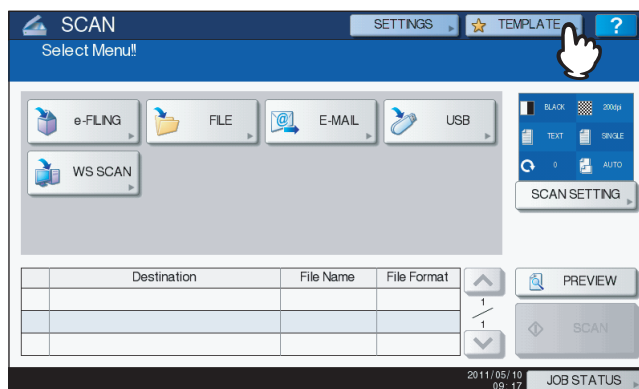 SCAN
SETTINGS
TEMPLATE
?
Select Menu!!
e-FILING
FILE
E-MAIL
USB
WS SCAN
BLACK
200dpi
TEXT
SINGLE
0
AUTO
SCAN SETTING
Destination
File Name
File Format
1
1
PREVIEW
SCAN
2011/05/10
09:17
JOB STATUS